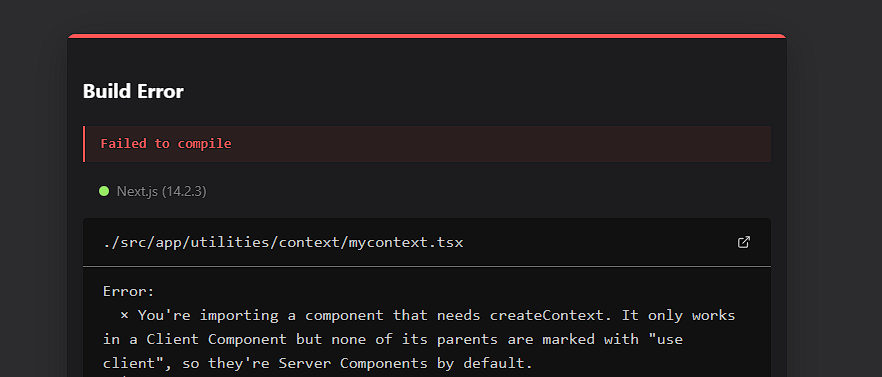 Build Error
Failed to compile
Next.js (14.2.3)
./src/app/utilities/context/mycontext.tsx
Error:
× You're importing a component that needs createContext. It only works
in a Client Component but none of its parents are marked with "use
client", so they're Server Components by default.